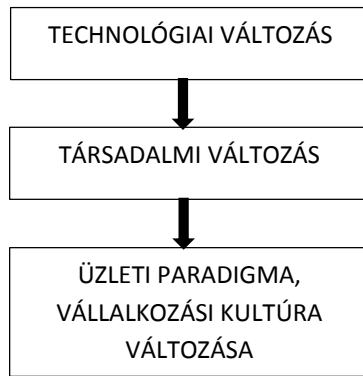 TECHNOLÓGIAI VÁLTOZÁS
TÁRSADALMI VÁLTOZÁS
ÜZLETI PARADIGMA,
VÁLLALKOZÁSI KULTÚRA
VÁLTOZÁSA